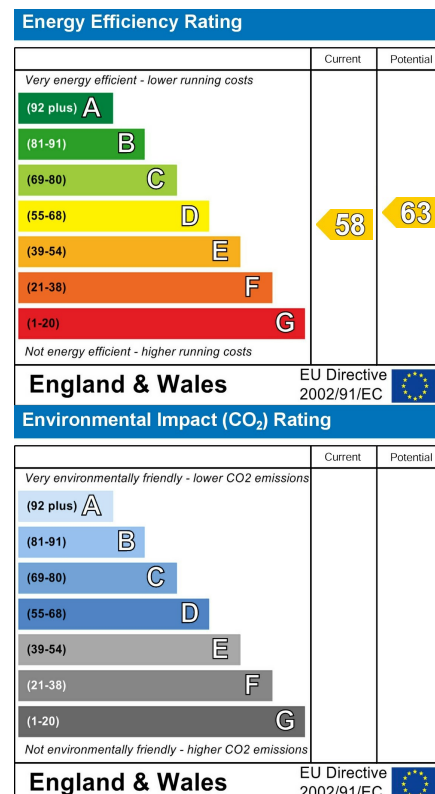 Energy Efficiency Rating
Current Potential
Very energy efficient - lower running costs
(92 plus) A
(81-91) B
(69-80) C
(55-68) D
(39-54) E
(21-38) F
(1-20) G
58
63
Not energy efficient - higher running costs
England & Wales
EU Directive
2002/91/EC
Environmental Impact (CO₂) Rating
Current Potential
Very environmentally friendly - lower CO2 emissions
(92 plus) A
(81-91) B
(69-80) C
(55-68) D
(39-54) E
(21-38) F
(1-20) G
Not environmentally friendly - higher CO2 emissions
England & Wales
EU Directive
2002/91/EC